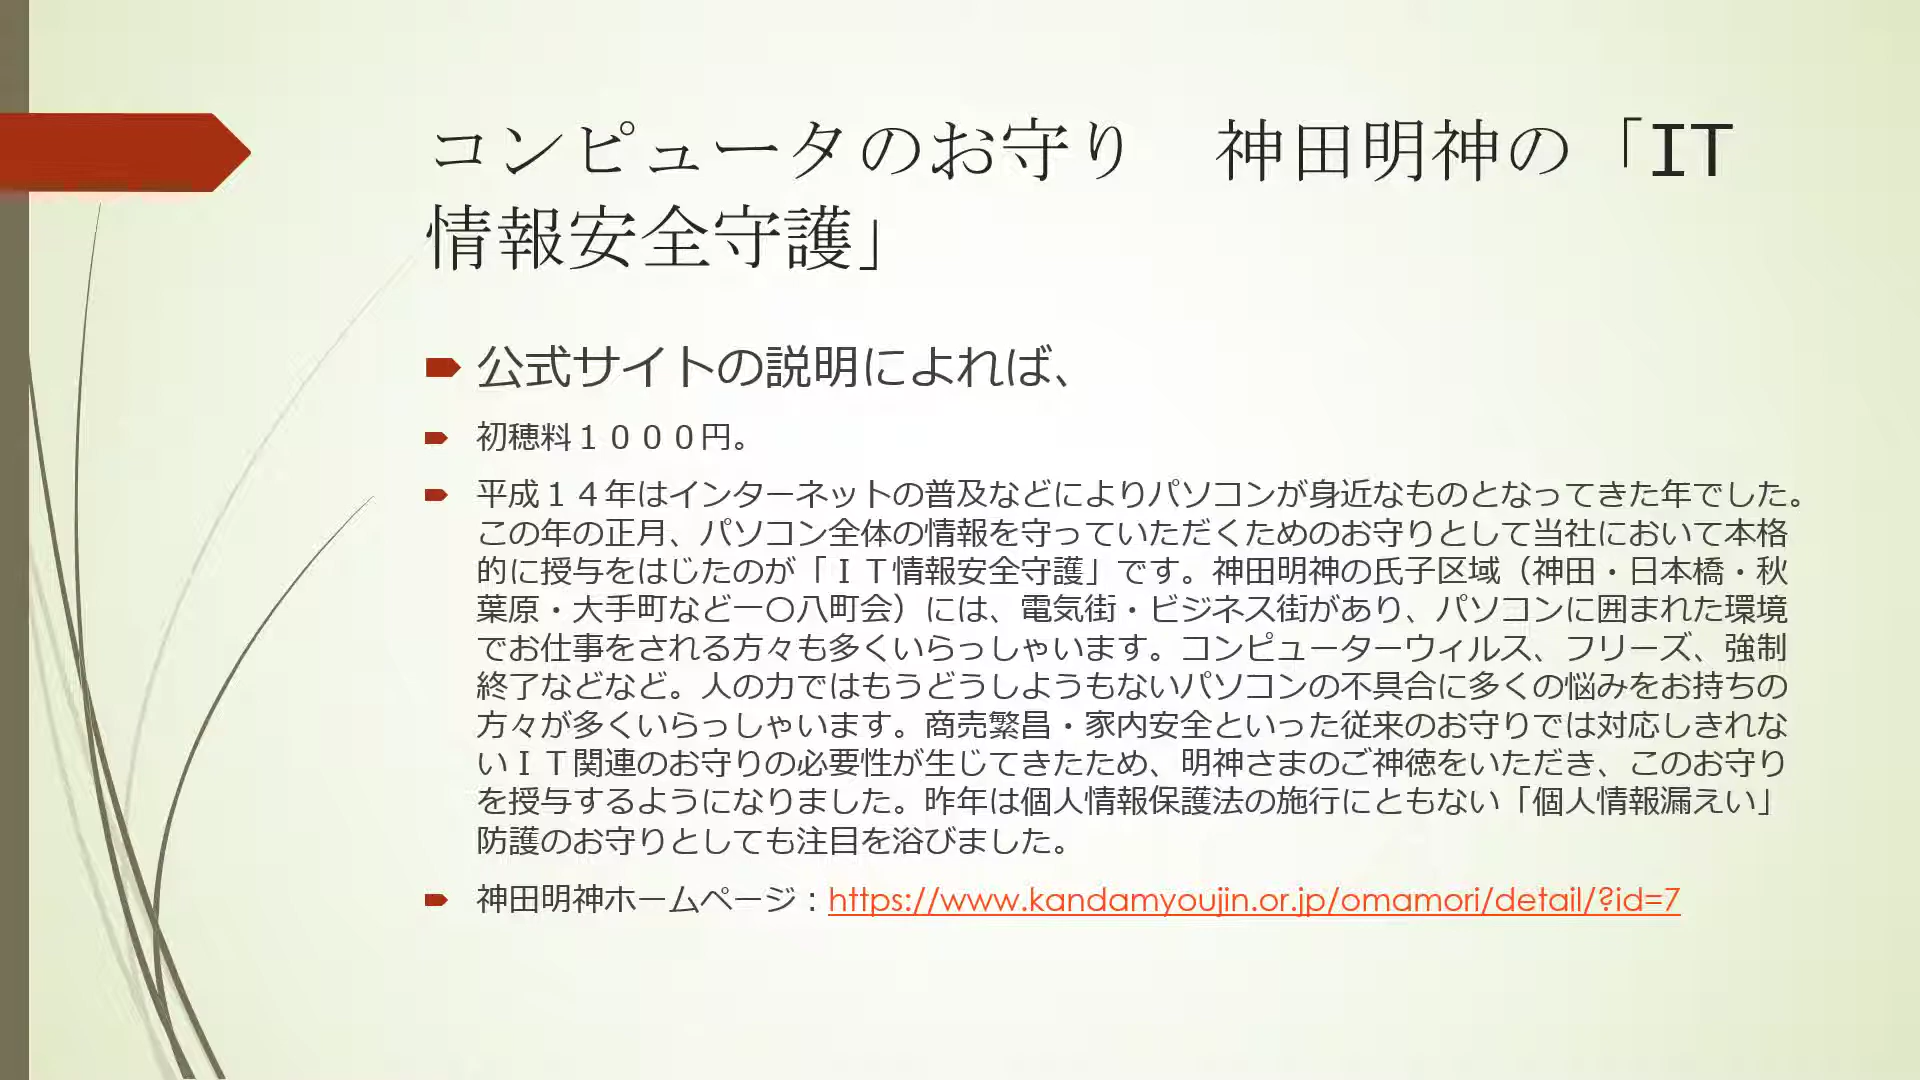 コンピュータのお守り　神田明神の「IT
情報安全守護」
公式サイトの説明によれば、
初穂料１０００円。
平成１４年はインターネットの普及などによりパソコンが身近なものとなってきた年でした。
この年の正月、パソコン全体の情報を守っていただくためのお守りとして当社において本格
的に授与をはじたのが「ＩＴ情報安全守護」です。神田明神の氏子区域（神田・日本橋・秋
葉原・大手町など一〇八町会）には、電気街・ビジネス街があり、パソコンに囲まれた環境
でお仕事をされる方々も多くいらっしゃいます。コンピューターウィルス、フリーズ、強制
終了などなど。人の力ではもうどうしようもないパソコンの不具合に多くの悩みをお持ちの
方々が多くいらっしゃいます。商売繁昌・家内安全といった従来のお守りでは対応しきれな
いＩＴ関連のお守りの必要性が生じてきたため、明神さまのご神徳をいただき、このお守り
を授与するようになりました。昨年は個人情報保護法の施行にともない「個人情報漏えい」
防護のお守りとしても注目を浴びました。
神田明神ホームページ：https://www.kandamyoujin.or.jp/omamori/detail/?id=7